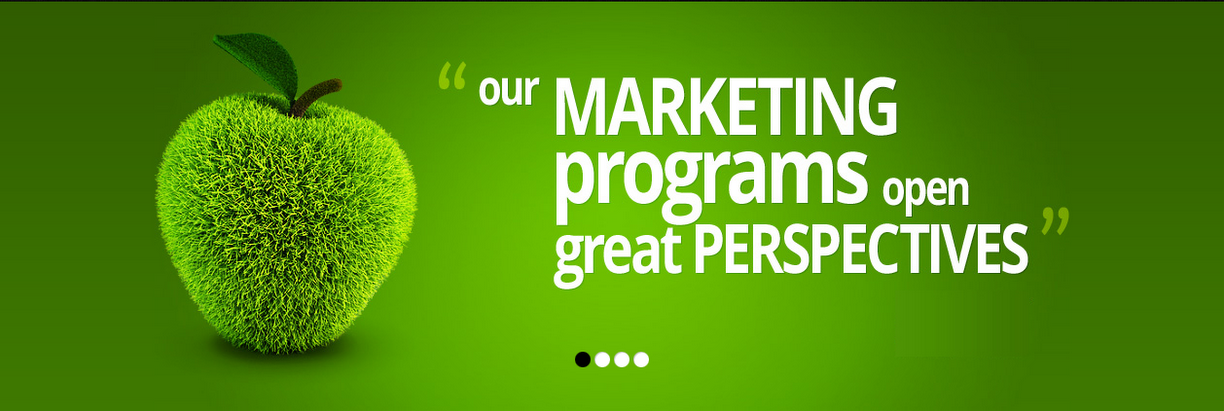 “ our MARKETING
programs open
great PERSPECTIVES ”